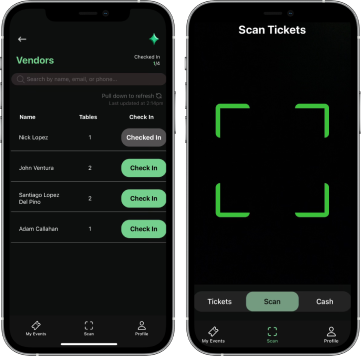 Vendors
Checked In
1/4
Search by name, email, or phone...
Pull down to refresh
Last updated at 3:14pm
Name Tables Check In
Nick Lopez 1 Checked In
John Ventura 2 Check In
Santiago Lopez
Del Pino 2 Check In
Adam Callahan 1 Check In
My Events Scan Profile
Scan Tickets
Tickets Scan Cash
My Events Scan Profile